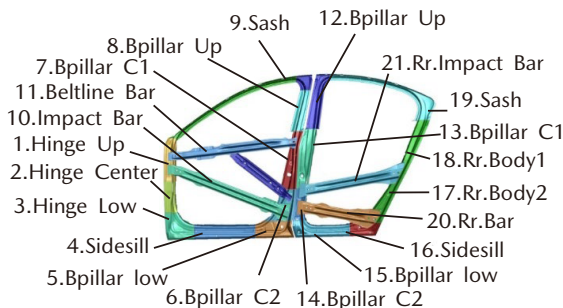 12.Bpillar Up
9.Sash
8.Bpillar Up
7.Bpillar C1
21.Rr.Impact Bar
11.Beltline Bar
10.Impact Bar
19.Sash
1.Hinge Up
13.Bpillar C1
2.Hinge Center
18.Rr.Body1
3.Hinge Low
17.Rr.Body2
4.Sidesill
20.Rr.Bar
5.Bpillar low
16.Sidesill
15.Bpillar low
6.Bpillar C2
14.Bpillar C2